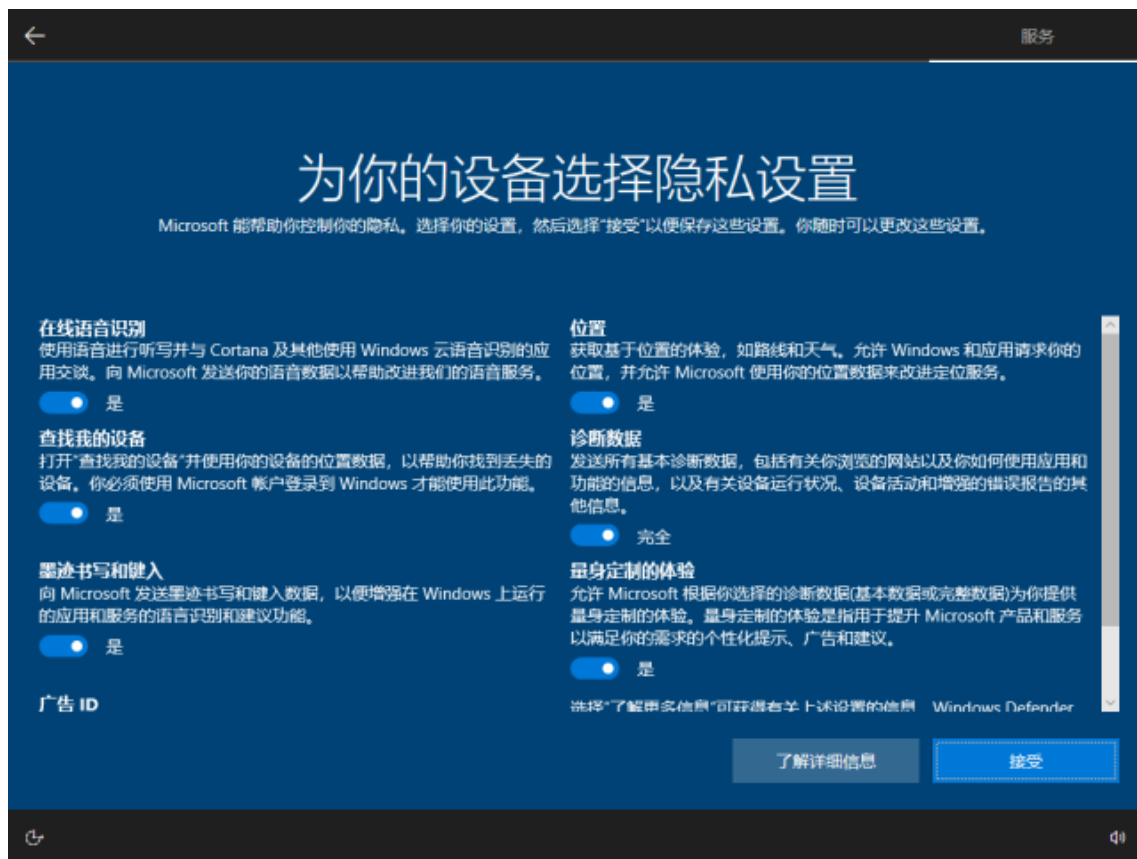 服务
为你的设备选择隐私设置
Microsoft 能帮助你控制你的隐私。选择你的设置，然后选择"接受"以便保存这些设置。你随时可以更改这些设置。
在线语音识别
使用语音进行听写并与 Cortana 及其他使用 Windows 云语音识别的应
用交谈。向 Microsoft 发送你的语音数据以帮助改进我们的语音服务。
是
查找我的设备
打开"查找我的设备"并使用你的设备的位置数据，以帮助你找到丢失的
设备。你必须使用 Microsoft 帐户登录到 Windows 才能使用此功能。
是
墨迹书写和键入
向 Microsoft 发送墨迹书写和键入数据，以便增强在 Windows 上运行
的应用和服务的语言识别和建议功能。
是
广告 ID
位置
获取基于位置的体验，如路线和天气。允许 Windows 和应用请求你的
位置，并允许 Microsoft 使用你的位置数据来改进定位服务。
是
诊断数据
发送所有基本诊断数据，包括有关你浏览的网站以及你如何使用应用和
功能的信息，以及有关设备运行状况、设备活动和增强的错误报告的其
他信息。
完全
量身定制的体验
允许 Microsoft 根据你选择的诊断数据(基本数据或完整数据)为你提供
量身定制的体验。量身定制的体验是指用于提升 Microsoft 产品和服务
以满足你的需求的个性化提示、广告和建议。
是
选择"了解更多信息"可获得有关上述设置的信息 Windows Defender
了解详细信息
接受